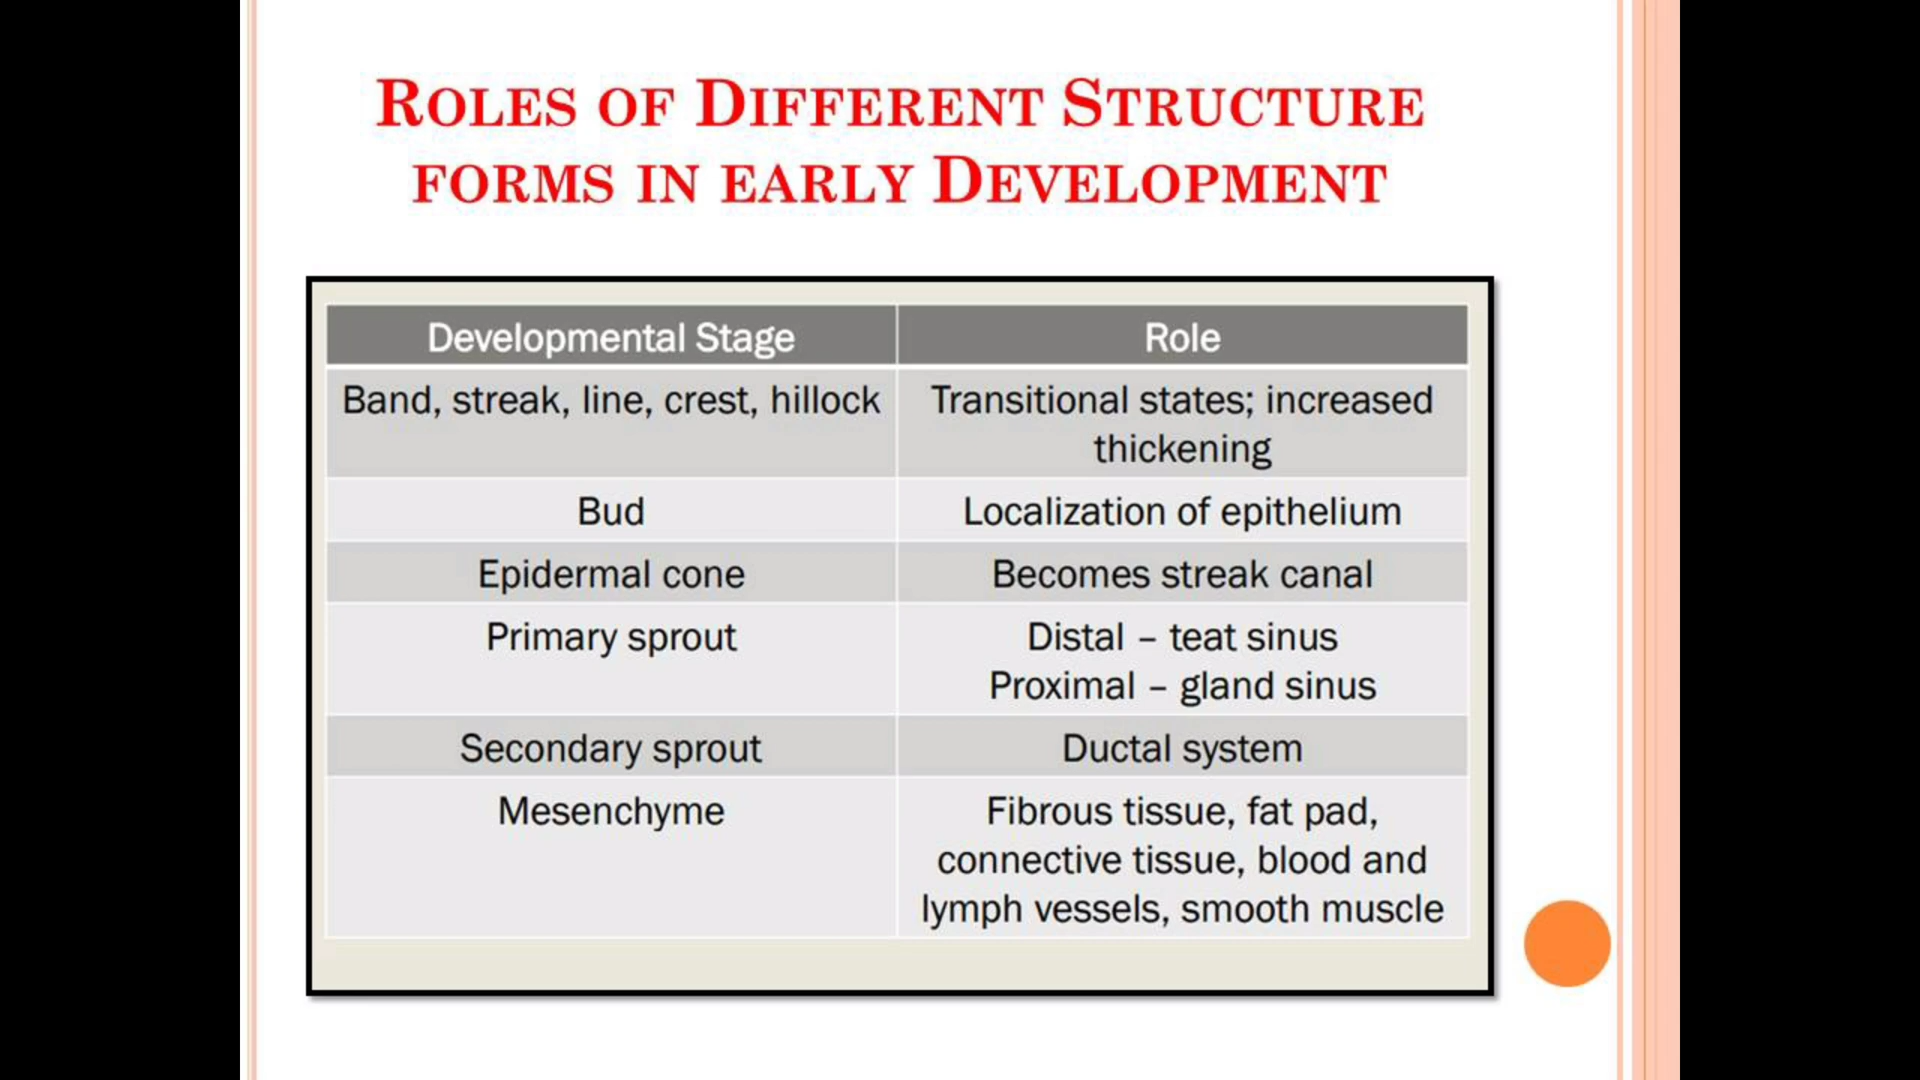 ROLES OF DIFFERENT STRUCTURE
FORMS IN EARLY DEVELOPMENT
Developmental Stage
Role
Band, streak, line, crest, hillock
Transitional states; increased
thickening
Bud
Localization of epithelium
Epidermal cone
Becomes streak canal
Primary sprout
Distal – teat sinus
Proximal – gland sinus
Secondary sprout
Ductal system
Mesenchyme
Fibrous tissue, fat pad,
connective tissue, blood and
lymph vessels, smooth muscle